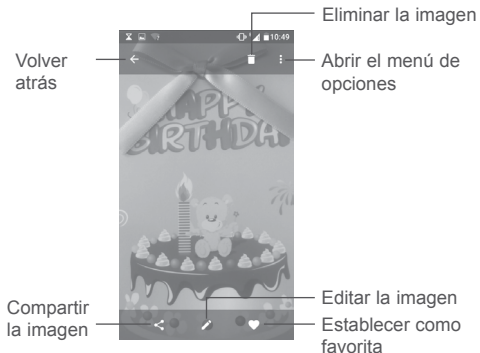 Eliminar la imagen
10:49
Volver
atrás
Abrir el menú de
opciones
HAPPY
BIRTHDAY
Compartir
la imagen
Editar la imagen
Establecer como
favorita